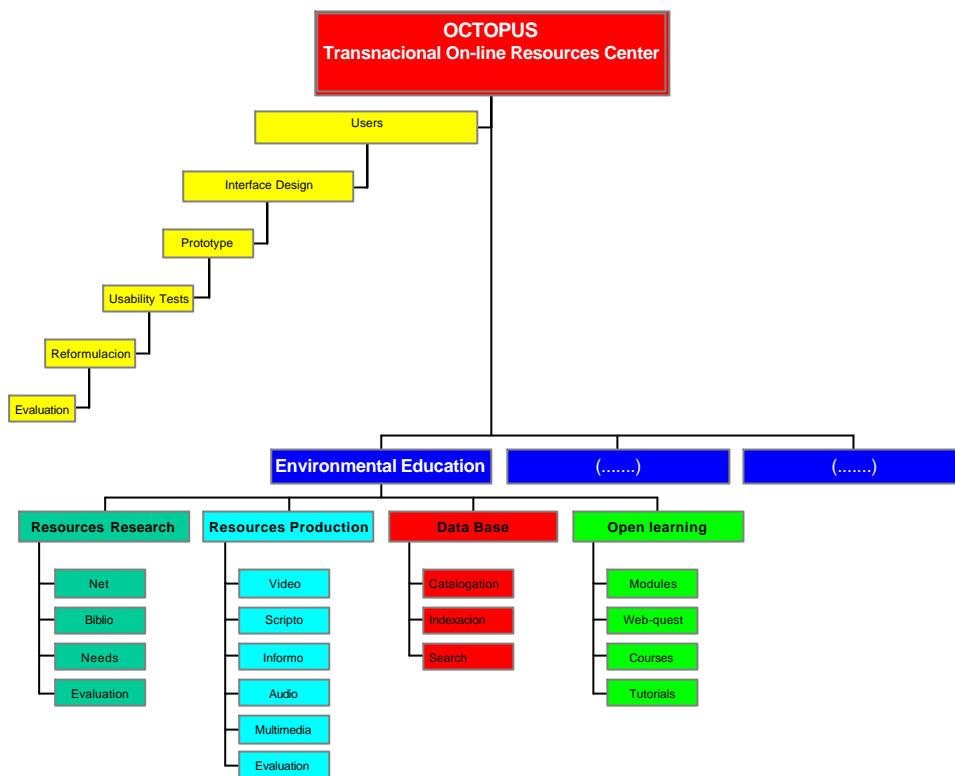 OCTOPUS
Transnacional On-line Resources Center
Users
Interface Design
Prototype
Usability Tests
Reformulacion
Evaluation
Environmental Education
(.......)
(.......)
Resources Research
Resources Production
Data Base
Open learning
Net
Biblio
Needs
Evaluation
Video
Scripto
Informo
Audio
Multimedia
Evaluation
Catalogation
Indexacion
Search
Modules
Web-quest
Courses
Tutorials